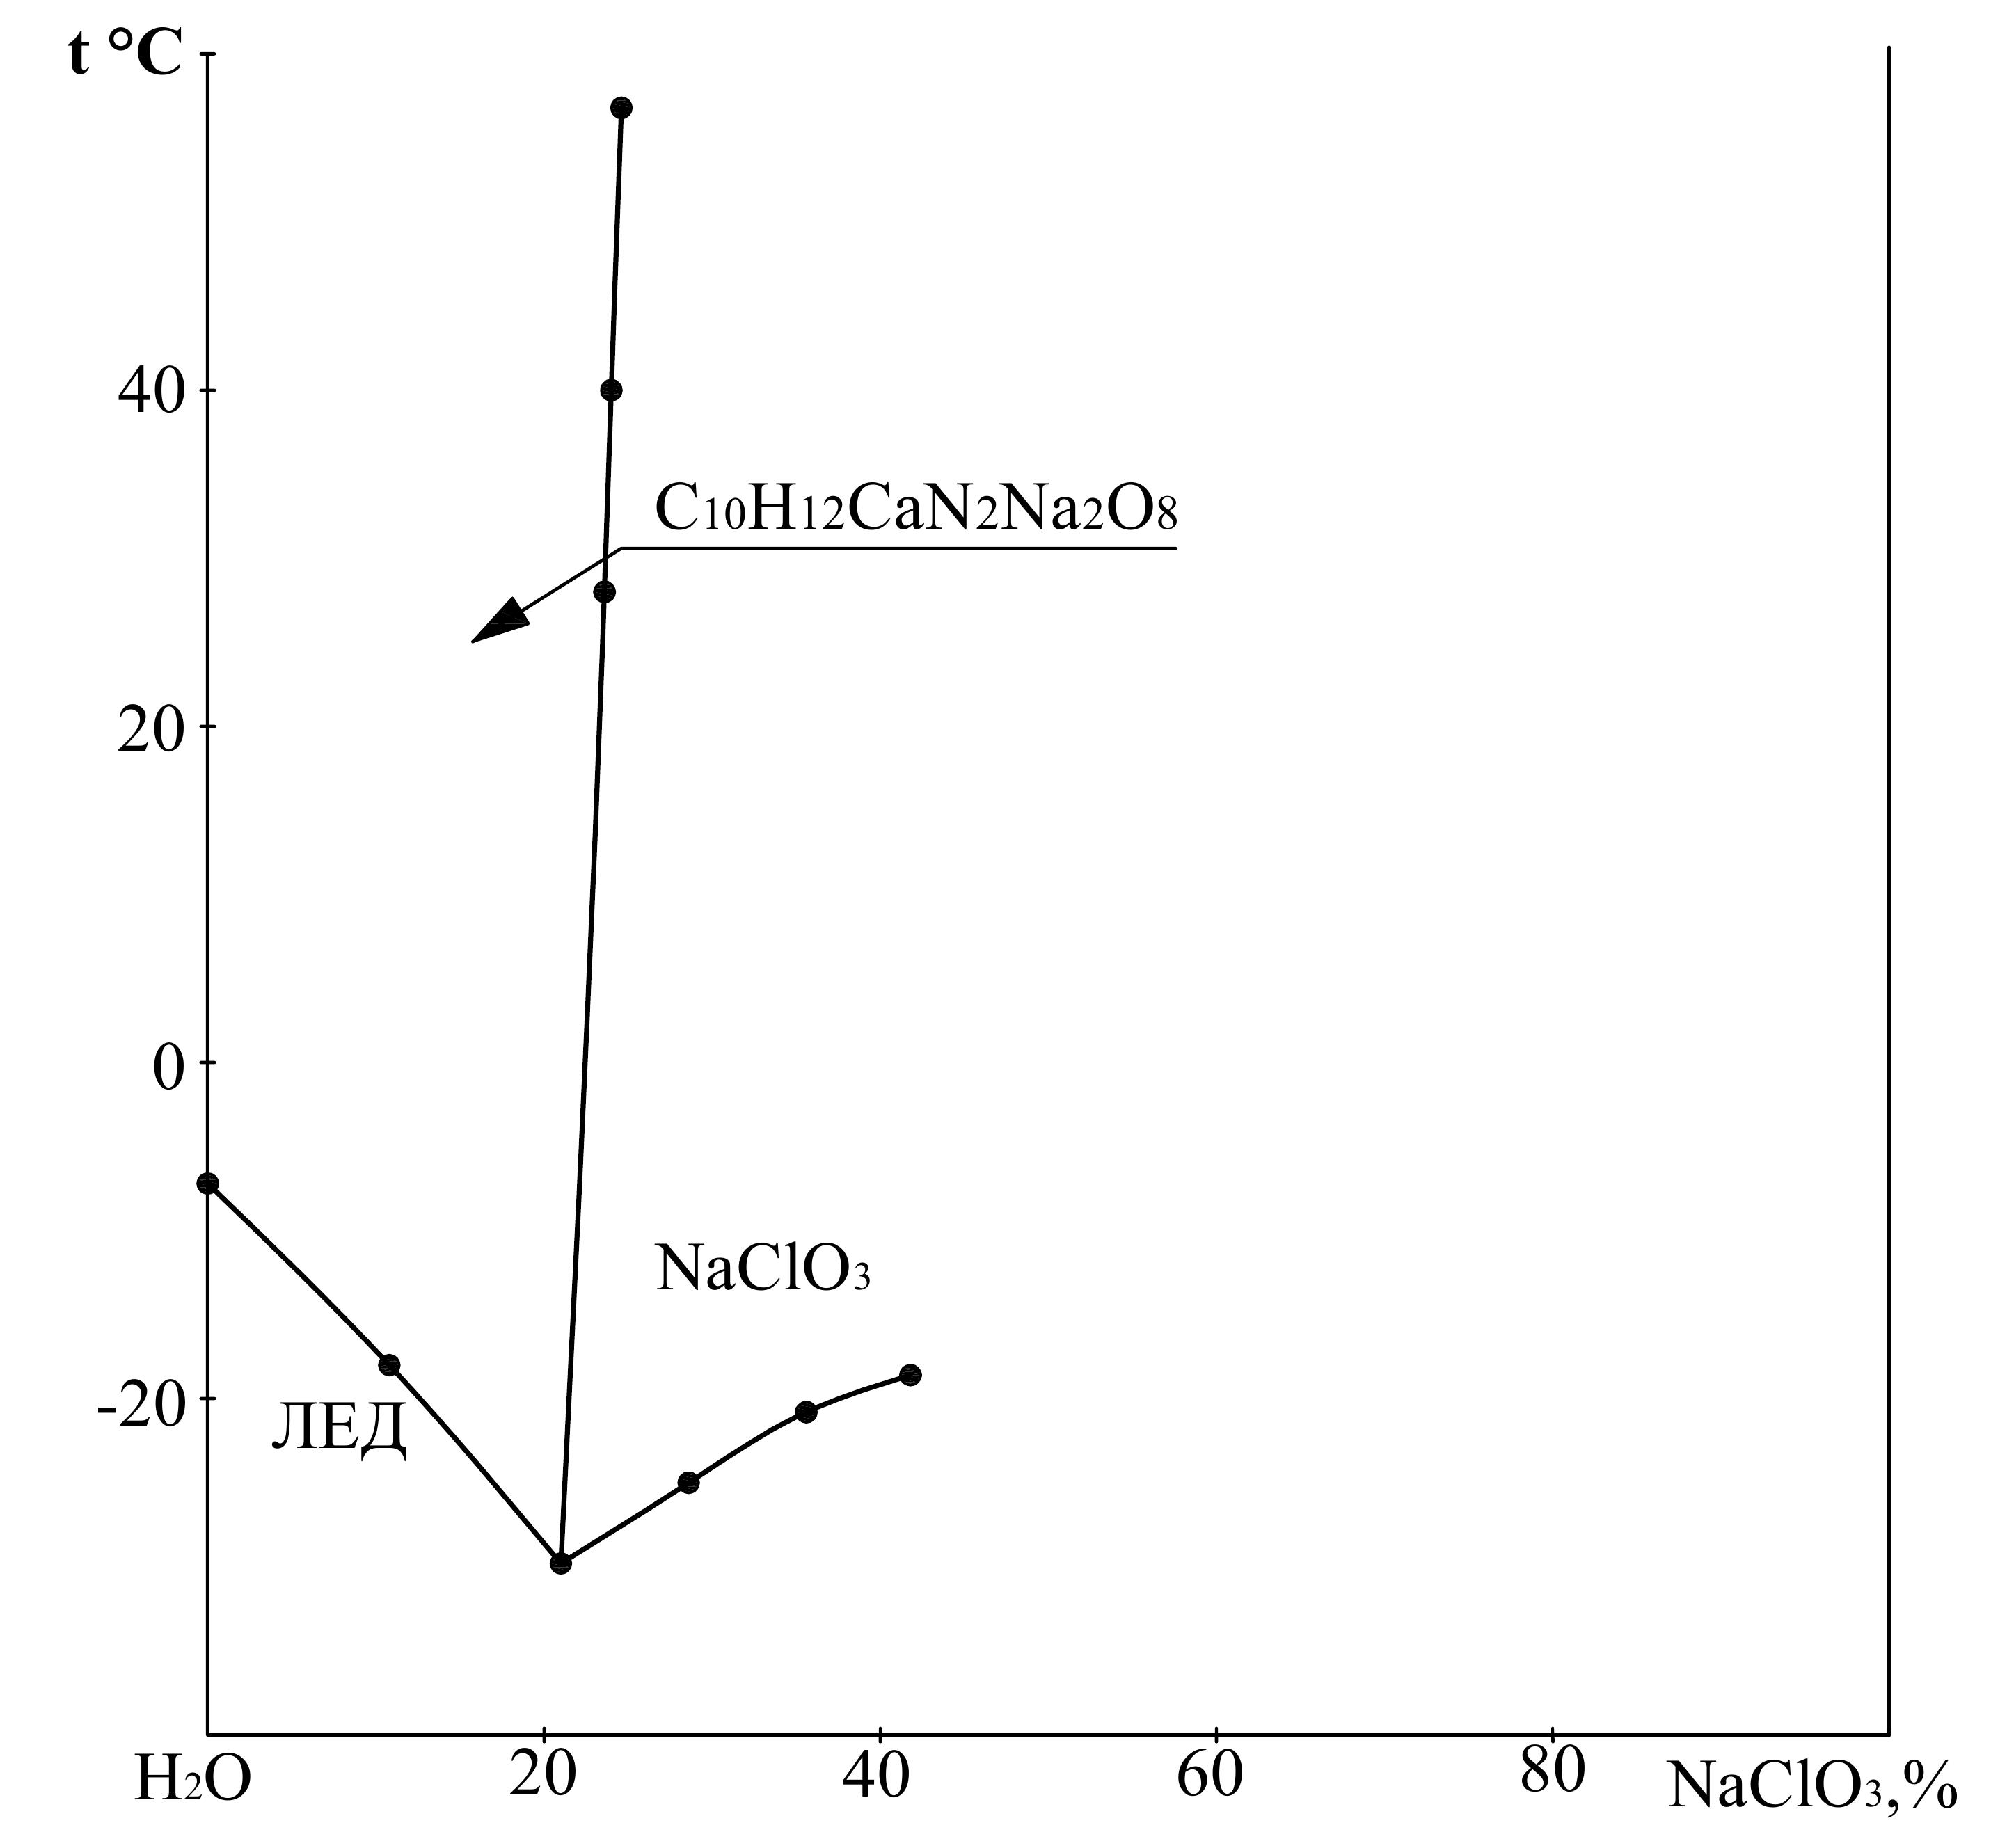 t °C
40
C10H12CaN2Na2O8
20
0
NaClO3
-20
ЛЕД
H2O 20 40 60 80 NaClO3,%